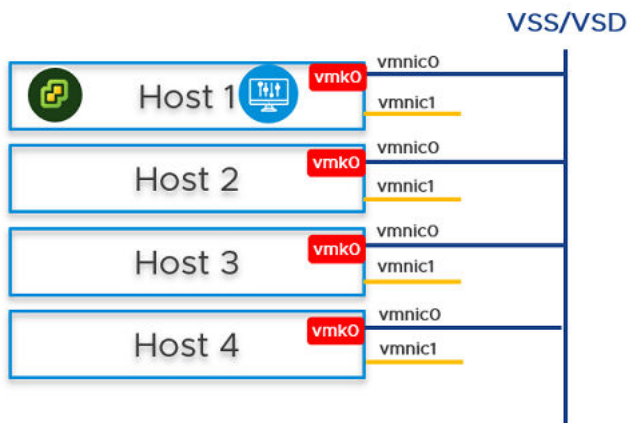 VSS/VSD
vmnic0
vmk0
Host 1
vmnic1
vmnic0
vmk0
Host 2
vmnic1
vmnic0
vmk0
Host 3
vmnic1
vmnic0
vmk0
Host 4
vmnic1